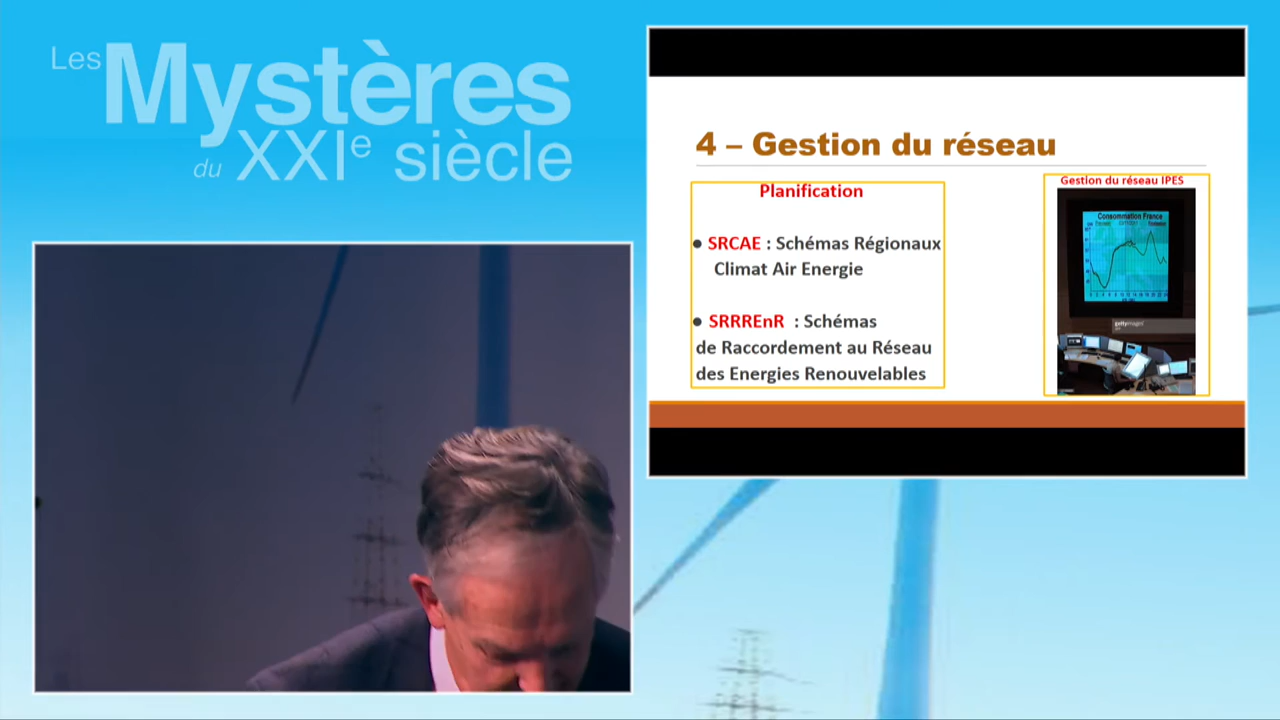 Les Mystères
du XXIe siècle
4 – Gestion du réseau
Planification
● SRCAE : Schémas Régionaux
Climat Air Energie
● SRRREnR : Schémas
de Raccordement au Réseau
des Energies Renouvelables
Gestion du réseau IPES
Consommation France
gettyimages